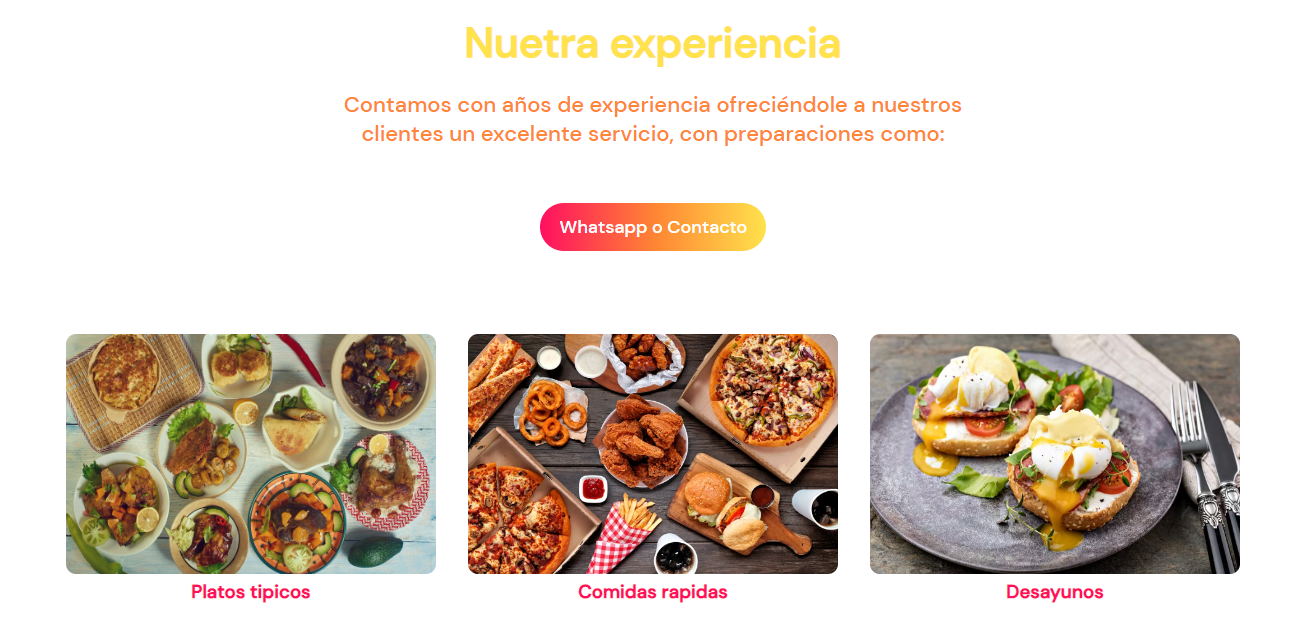 Nuetra experiencia
Contamos con años de experiencia ofreciéndole a nuestros
clientes un excelente servicio, con preparaciones como:
Whatsapp o Contacto
Platos tipicos
Comidas rapidas
Desayunos